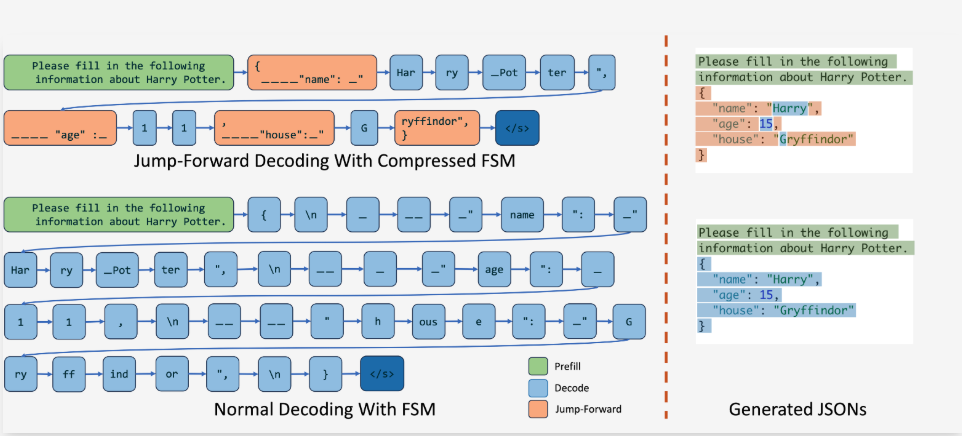 Please fill in the following
information about Harry Potter.
{
____"name": _"
Har
ry
_Pot
ter
",
____ "age" :_
1
1
,
____"house":_"
G
ryffindor",
}
</s>
Jump-Forward Decoding With Compressed FSM
Please fill in the following
information about Harry Potter.
{
\n
_
__
_"
name
":
_"
Har
ry
_Pot
ter
",
\n
__
_
_"
age
":
_
1
1
,
\n
__
__
"
h
ous
e
":
_"
G
ry
ff
ind
or
",
\n
}
</s>
Prefill
Decode
Jump-Forward
Normal Decoding With FSM
Please fill in the following
information about Harry Potter.
{
"name": "Harry",
"age": 15,
"house": "Gryffindor"
}
Please fill in the following
information about Harry Potter.
{
"name": "Harry",
"age": 15,
"house": "Gryffindor"
}
Generated JSONs